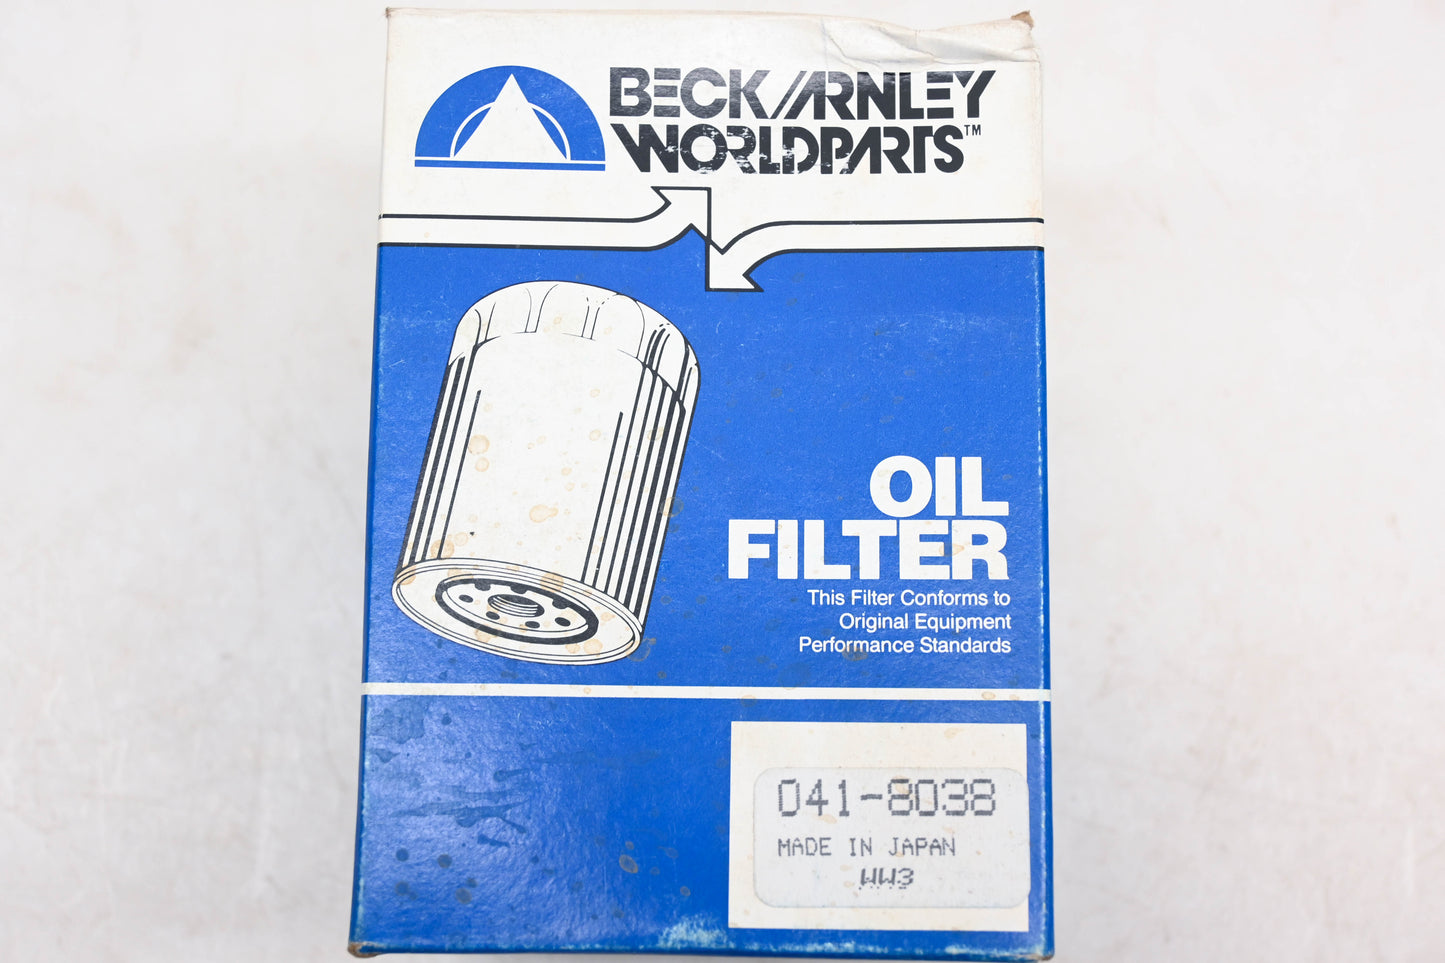 BECK/ARNLEY
WORLDPARTS™
OIL
FILTER
This Filter Conforms to
Original Equipment
Performance Standards
041-8038
MADE IN JAPAN
WW3